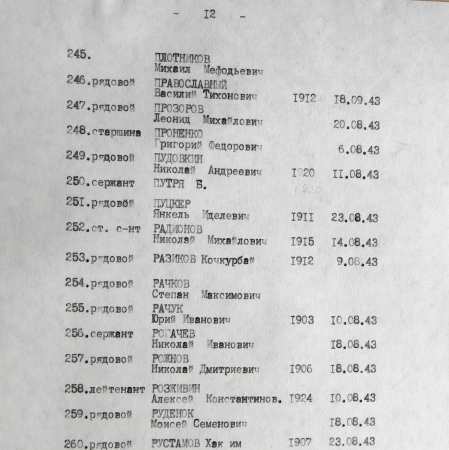 - 12 -
245. ПЛОТНИКОВ
Михаил Мефодьевич
246.рядовой ПРАВОСЛАВНЫЙ
Василий Тихонович 1912 18.09.43
247.рядовой ПРОЗОРОВ
Леонид Михайлович 20.08.43
248.старшина ПРОНЕНКО
Григорий Федорович 6.08.43
249.рядовой ПУДОВКИН
Николай Андреевич 1920 11.08.43
250.сержант ПУТРЯ Б.
251.рядовой ПУЦКЕР
Янкель Иделевич 1911 23.08.43
252.ст. с-нт РАДИОНОВ
Николай Михайлович 1915 14.08.43
253.рядовой РАЗИКОВ Кочкурбай 1912 9.08.43
254.рядовой РАЧКОВ
Степан Максимович
255.рядовой РАЧУК
Юрий Иванович 1903 10.08.43
256.сержант РОГАЧЕВ
Николай Иванович 18.08.43
257.рядовой РОЖНОВ
Николай Дмитриевич 1906 18.08.43
258.лейтенант РОЗЖИВИН
Алексей Константинов. 1924 10.08.43
259.рядовой РУДЕНОК
Моисей Семенович 18.08.43
260.рядовой РУСТАМОВ Хак им 1907 23.08.43